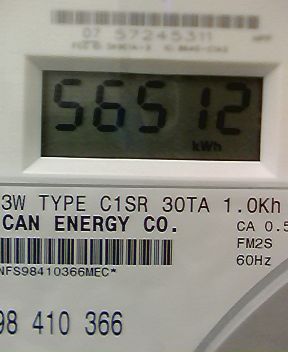 07 57245311
56512
kWh
3W TYPE C1SR 30TA 1.0Kh
CAN ENERGY CO.
CA 0.5
FM2S
60Hz
NFS98410366MEC*
98 410 366